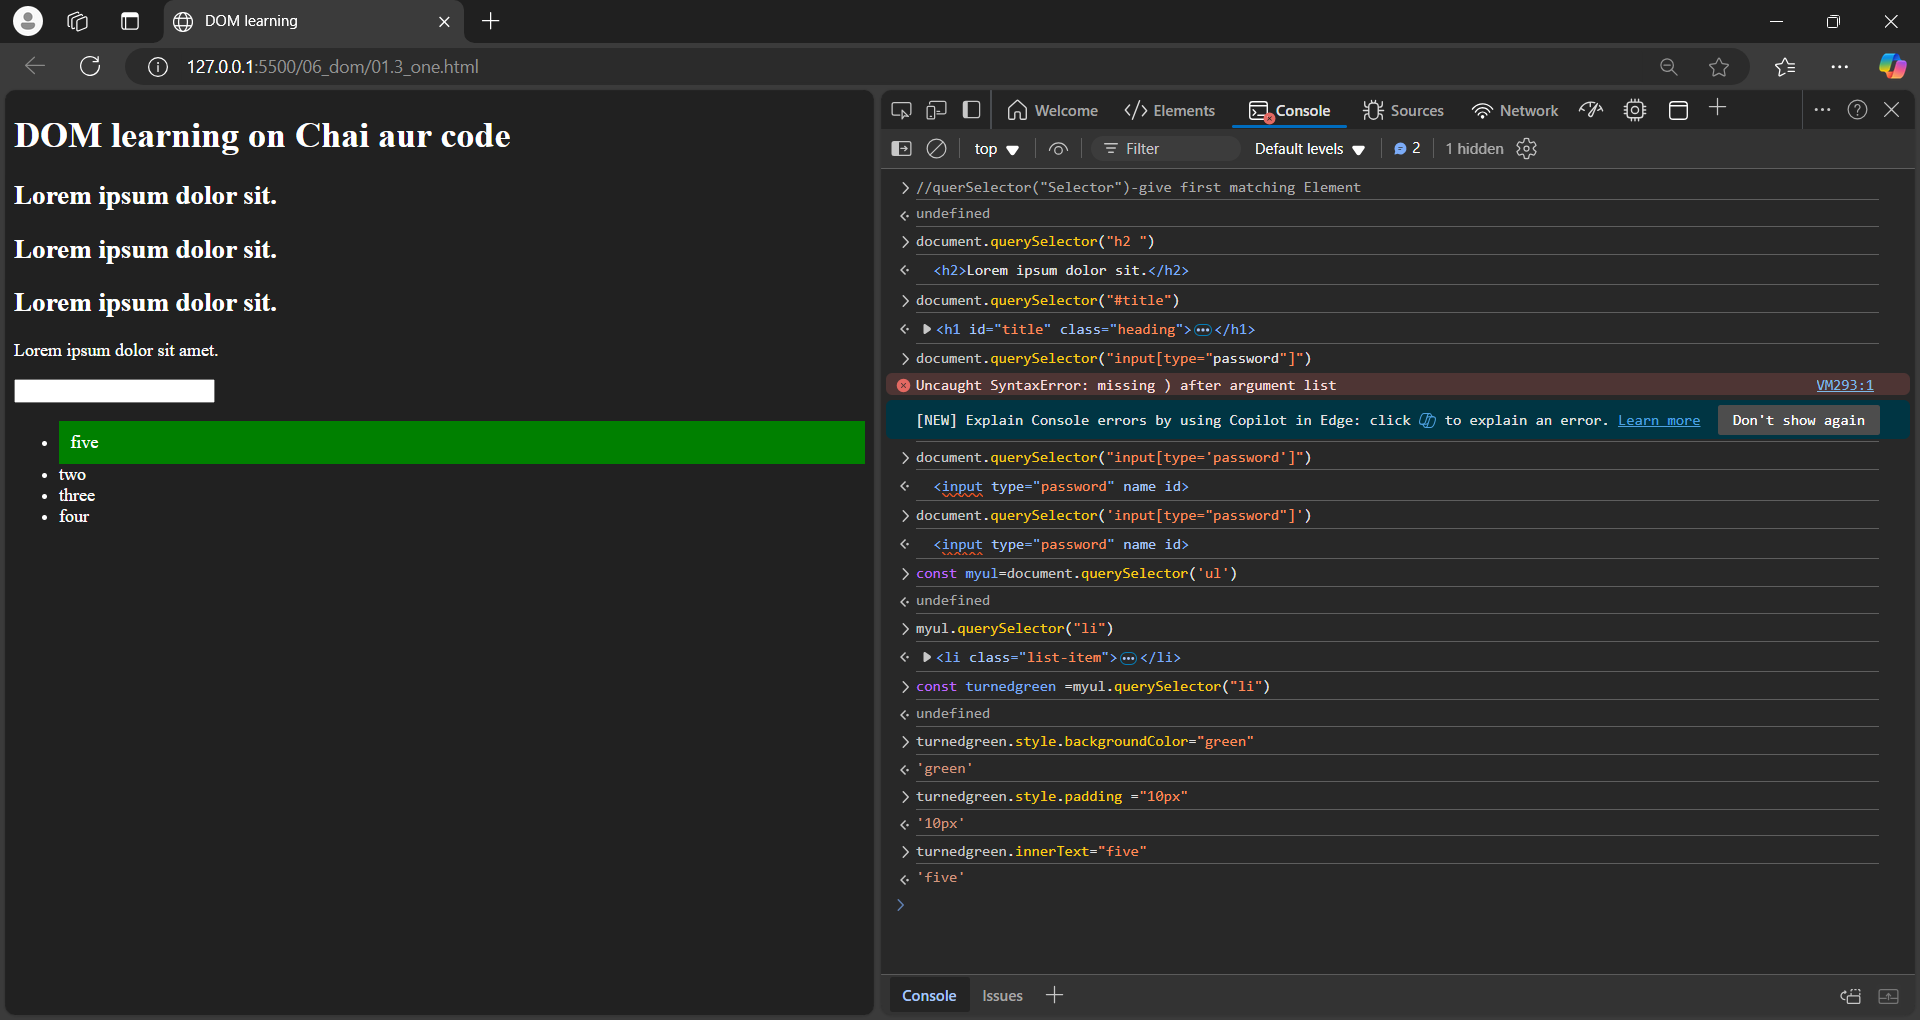 DOM learning
127.0.0.1:5500/06_dom/01.3_one.html
DOM learning on Chai aur code
Lorem ipsum dolor sit.
Lorem ipsum dolor sit.
Lorem ipsum dolor sit.
Lorem ipsum dolor sit amet.
five
two
three
four
Welcome Elements Console Sources Network
top Filter Default levels 2 1 hidden
//querSelector("Selector")-give first matching Element
undefined
document.querySelector("h2 ")
<h2>Lorem ipsum dolor sit.</h2>
document.querySelector("#title")
<h1 id="title" class="heading">…</h1>
document.querySelector("input[type="password"]")
Uncaught SyntaxError: missing ) after argument list VM293:1
[NEW] Explain Console errors by using Copilot in Edge: click to explain an error. Learn more Don't show again
document.querySelector("input[type='password']")
<input type="password" name id>
document.querySelector('input[type="password"]')
<input type="password" name id>
const myul=document.querySelector('ul')
undefined
myul.querySelector("li")
<li class="list-item">…</li>
const turnedgreen =myul.querySelector("li")
undefined
turnedgreen.style.backgroundColor="green"
'green'
turnedgreen.style.padding ="10px"
'10px'
turnedgreen.innerText="five"
'five'
Console Issues